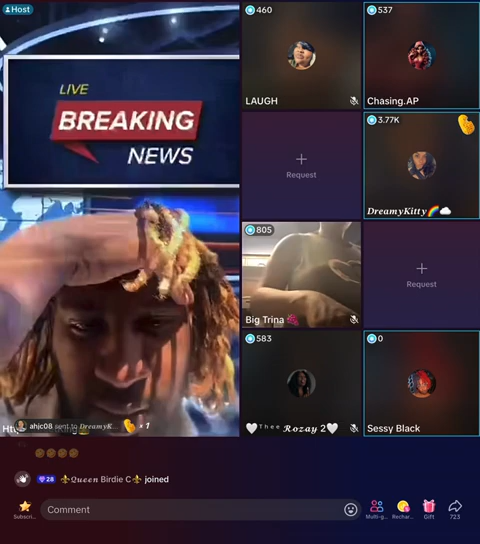 Host
LIVE
BREAKING
NEWS
460
LAUGH
537
Chasing.AP
Request
3.77K
DreamyKitty
805
Big Trina
Request
583
ᵀʰᵉᵉ Rozay 2
0
Sessy Black
ahjc08 sent to DreamyK... × 1
28 Queen Birdie C joined
Subscri...
Comment
Multi-g...
Rechar...
Gift
723